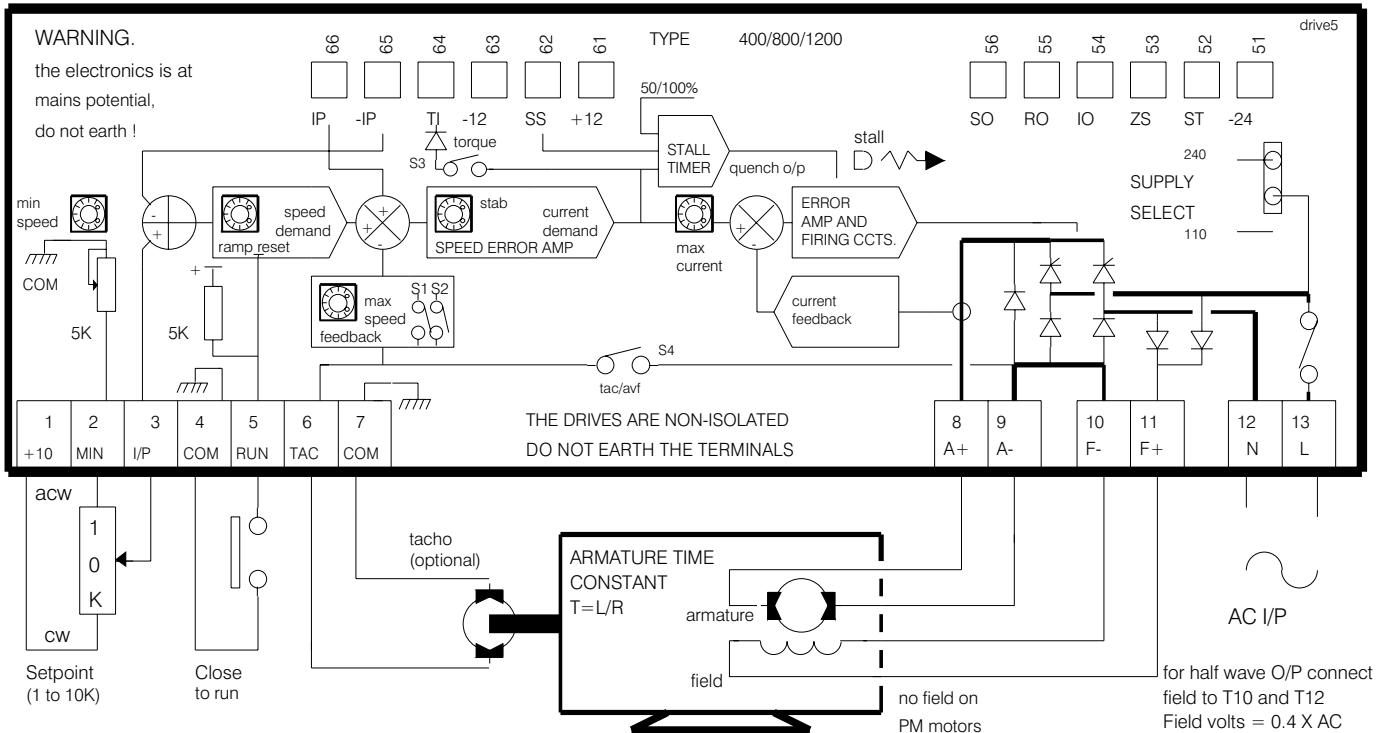 drive5
WARNING.
the electronics is at
mains potential,
do not earth !
66 65 64 63 62 61
TYPE 400/800/1200
56 55 54 53 52 51
50/100%
IP -IP TI -12 SS +12
SO RO IO ZS ST -24
torque
S3
STALL
TIMER
quench o/p
stall
240
SUPPLY
SELECT
110
min
speed
COM
5K
- +
speed
demand
ramp reset
+ + -
stab
current
demand
SPEED ERROR AMP
max
current
+ -
ERROR
AMP AND
FIRING CCTS.
+
5K
max
speed
feedback
S1 S2
current
feedback
S4
tac/avf
1 2 3 4 5 6 7
+10 MIN I/P COM RUN TAC COM
THE DRIVES ARE NON-ISOLATED
DO NOT EARTH THE TERMINALS
8 9 10 11 12 13
A+ A- F- F+ N L
acw
1
0
K
cw
Setpoint
(1 to 10K)
Close
to run
tacho
(optional)
ARMATURE TIME
CONSTANT
T=L/R
armature
field
no field on
PM motors
AC I/P
for half wave O/P connect
field to T10 and T12
Field volts = 0.4 X AC